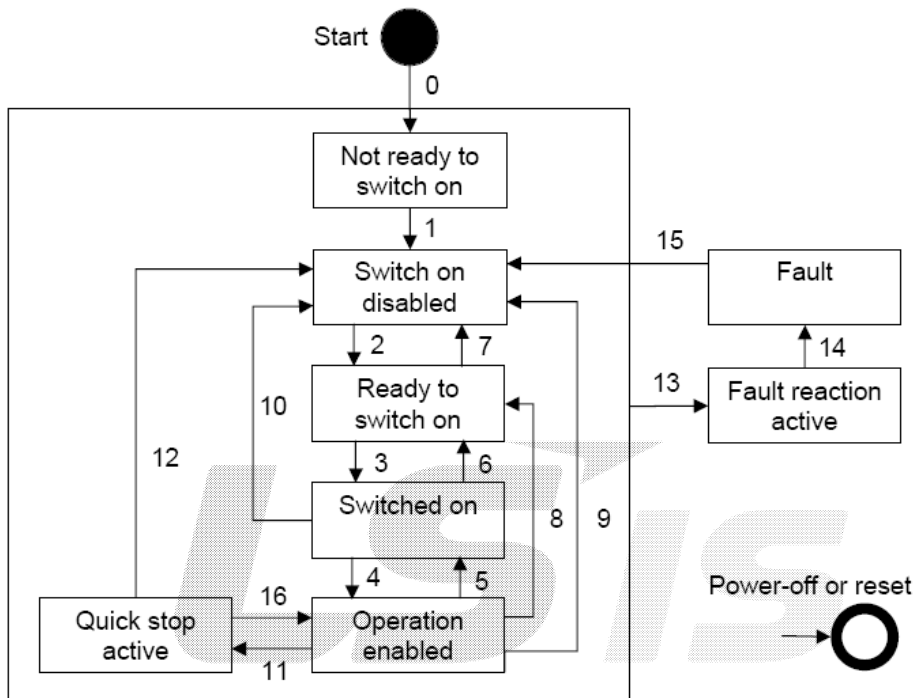 Start
0
Not ready to
switch on
1
15
Switch on
disabled
Fault
2
7
14
Ready to
switch on
10
13
Fault reaction
active
12
3
6
Switched on
8
9
4
5
Power-off or reset
16
Quick stop
active
Operation
enabled
11
LSis